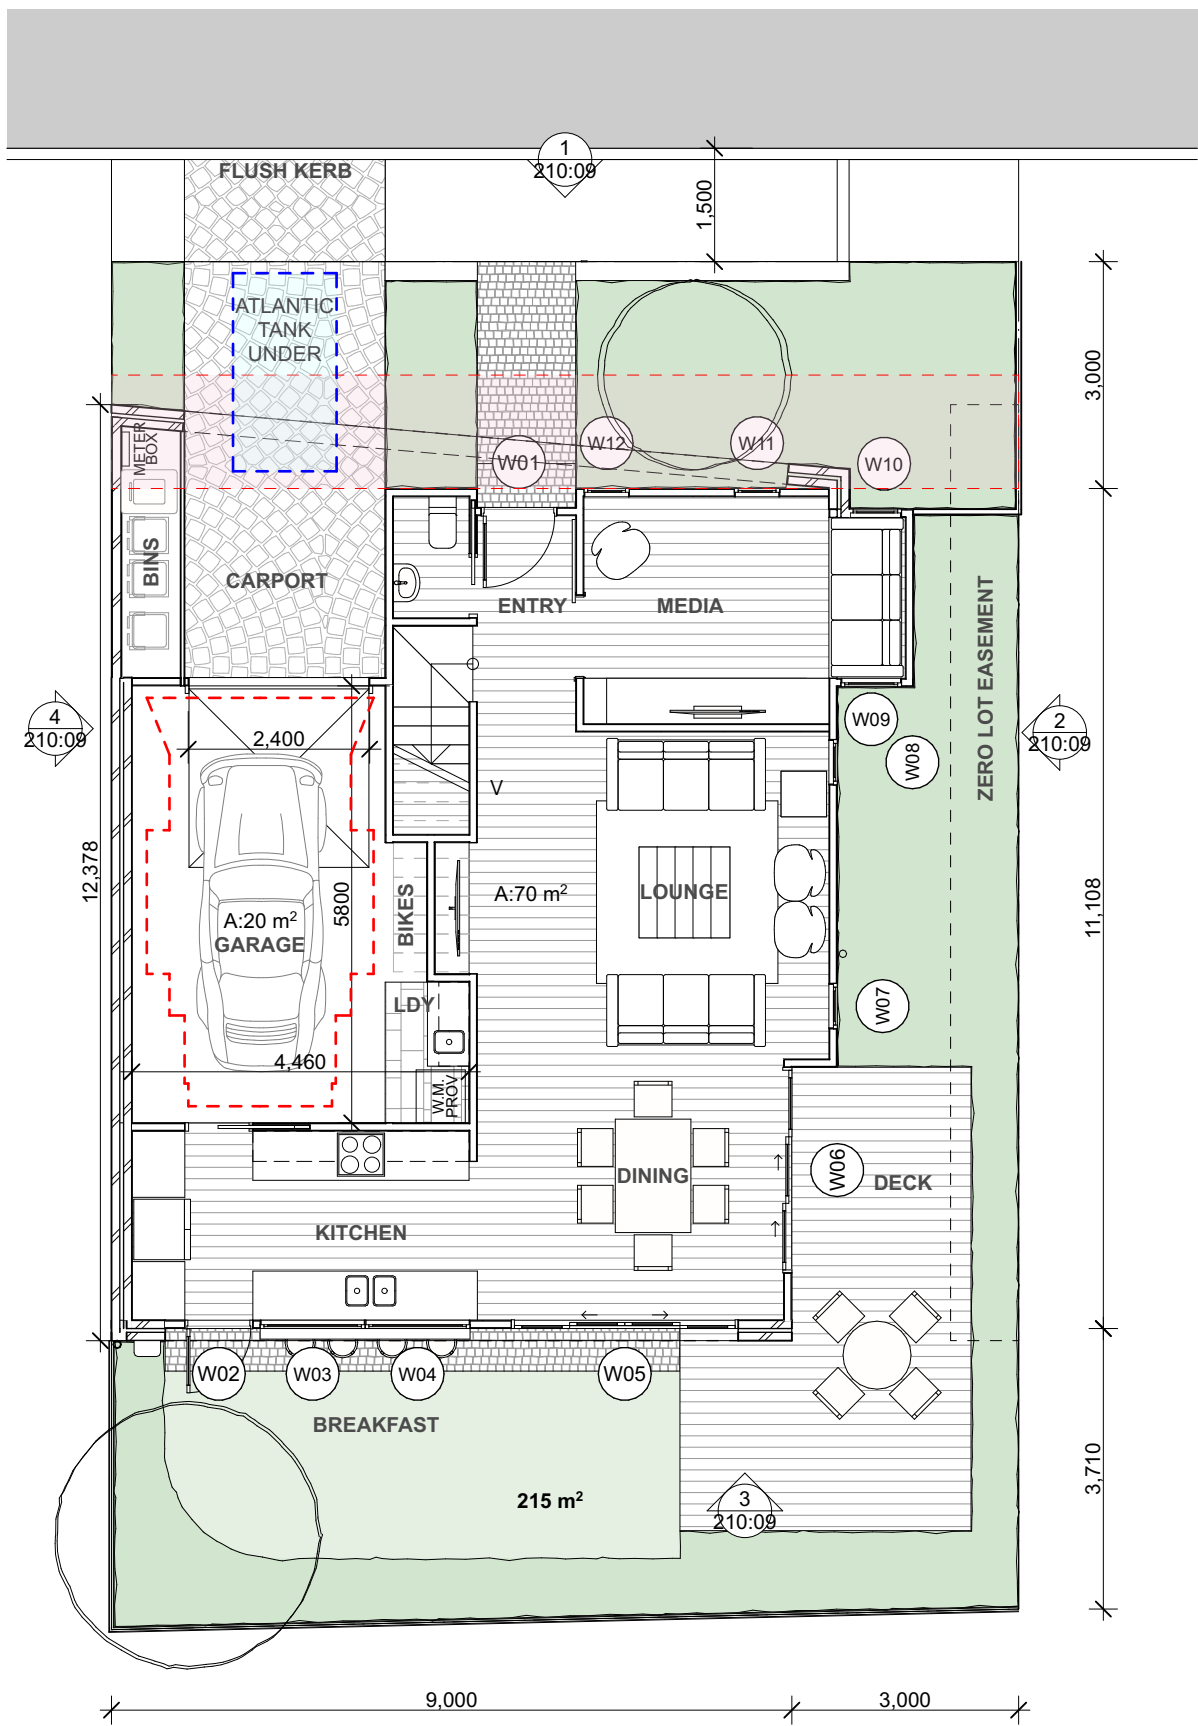 1
210:09
FLUSH KERB
1,500
ATLANTIC
TANK
UNDER
3,000
METER
BOX
W12
W11
W01
W10
BINS
CARPORT
ENTRY
MEDIA
ZERO LOT EASEMENT
4
210:09
2,400
W09
W08
2
210:09
V
12,378
5800
BIKES
A:70 m²
LOUNGE
11,108
A:20 m²
GARAGE
LDY
W07
4,460
W.M.
PROV.
W06
DINING
DECK
KITCHEN
W02
W03
W04
W05
BREAKFAST
3,710
215 m²
3
210:09
9,000
3,000